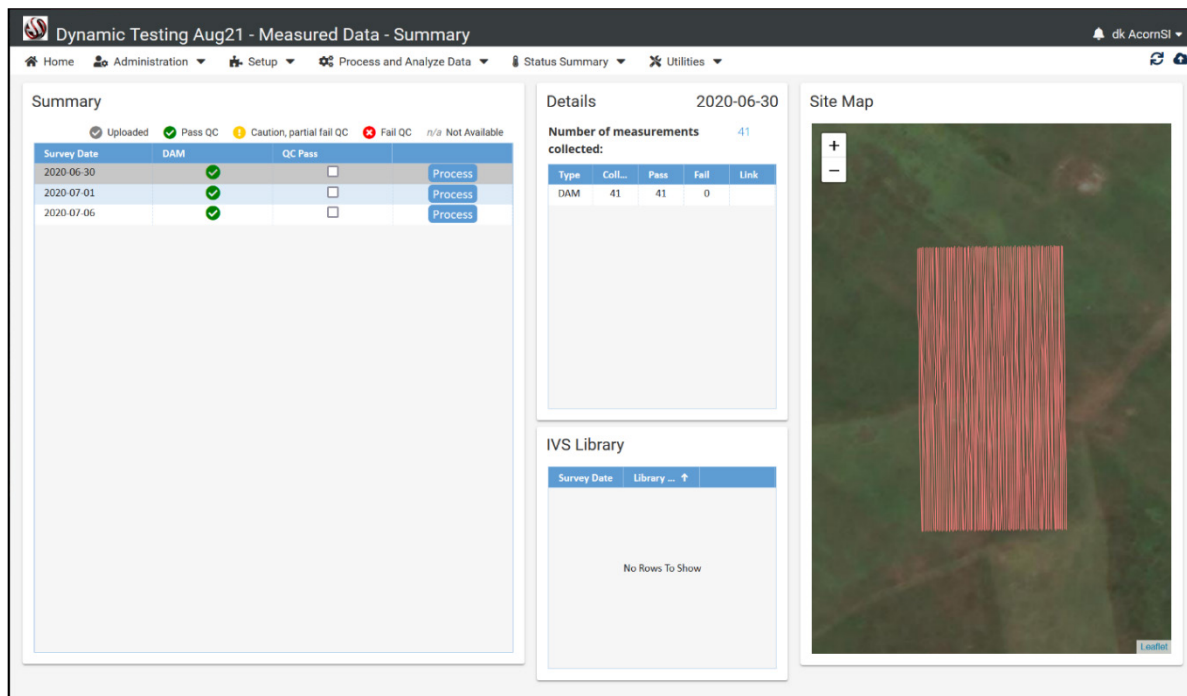 Dynamic Testing Aug21 - Measured Data - Summary
dk AcornSI
Home Administration Setup Process and Analyze Data Status Summary Utilities
Summary
Uploaded Pass QC Caution, partial fail QC Fail QC n/a Not Available
Survey Date DAM QC Pass
2020-06-30 Process
2020-07-01 Process
2020-07-06 Process
Details 2020-06-30
Number of measurements collected: 41
Type Coll... Pass Fail Link
DAM 41 41 0
IVS Library
Survey Date Library ... ↑
No Rows To Show
Site Map
+
−
Leaflet